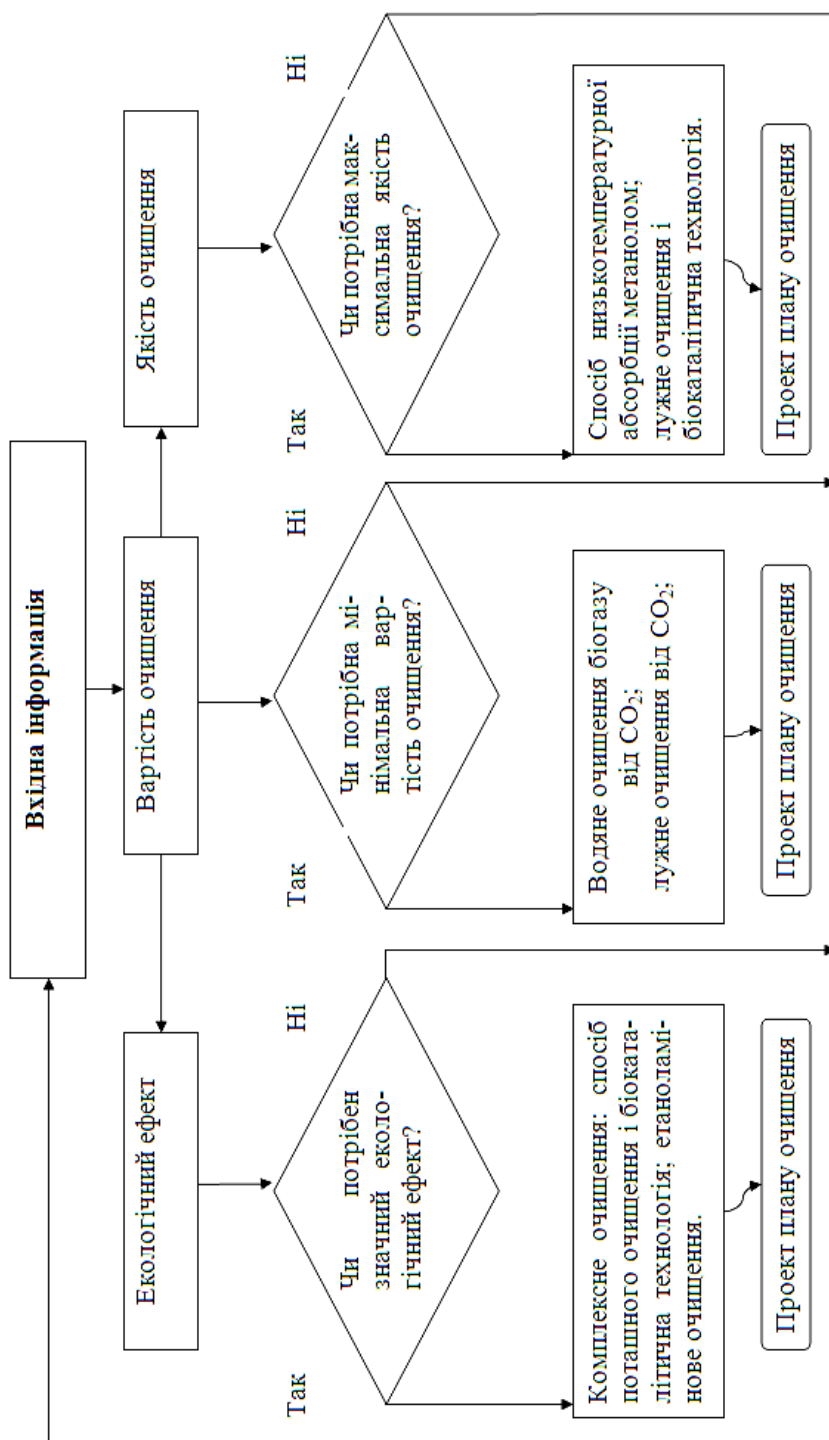 Вхідна інформація
Екологічний ефект
Вартість очищення
Якість очищення
Чи потрібен
значний еколо-
гічний ефект?
Так
Ні
Чи потрібна мі-
німальна вар-
тість очищення?
Так
Ні
Чи потрібна мак-
симальна якість
очищення?
Так
Ні
Комплексне очищення; спосіб
поташного очищення і біоката-
літична технологія; етаноламі-
нове очищення.
Водяне очищення біогазу
від CO₂;
лужне очищення від CO₂;
Спосіб низькотемпературної
абсорбції метанолом;
лужне очищення і
біокаталітична технологія.
Проект плану очищення
Проект плану очищення
Проект плану очищення